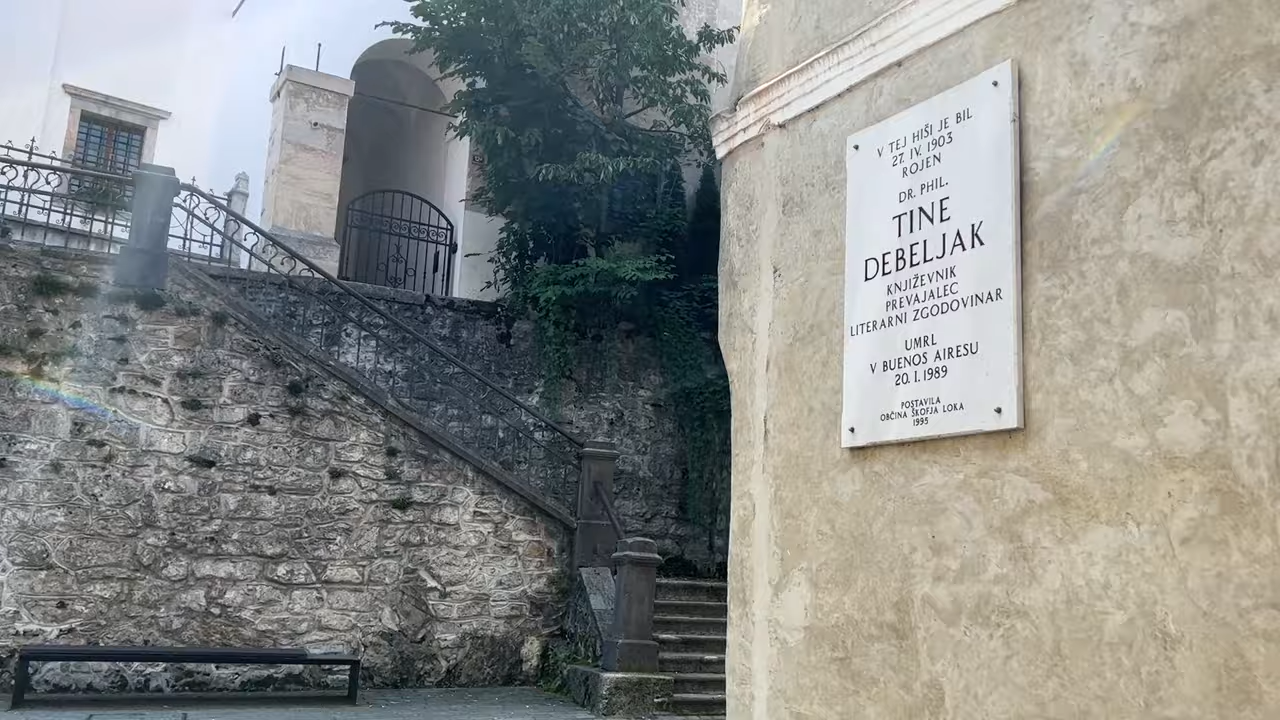 V TEJ HIŠI JE BIL
27. IV. 1903
ROJEN
DR. PHIL.
TINE
DEBELJAK
KNJIŽEVNIK
PREVAJALEC
LITERARNI ZGODOVINAR
UMRL
V BUENOS AIRESU
20. I. 1989
POSTAVILA
OBČINA ŠKOFJA LOKA
1995